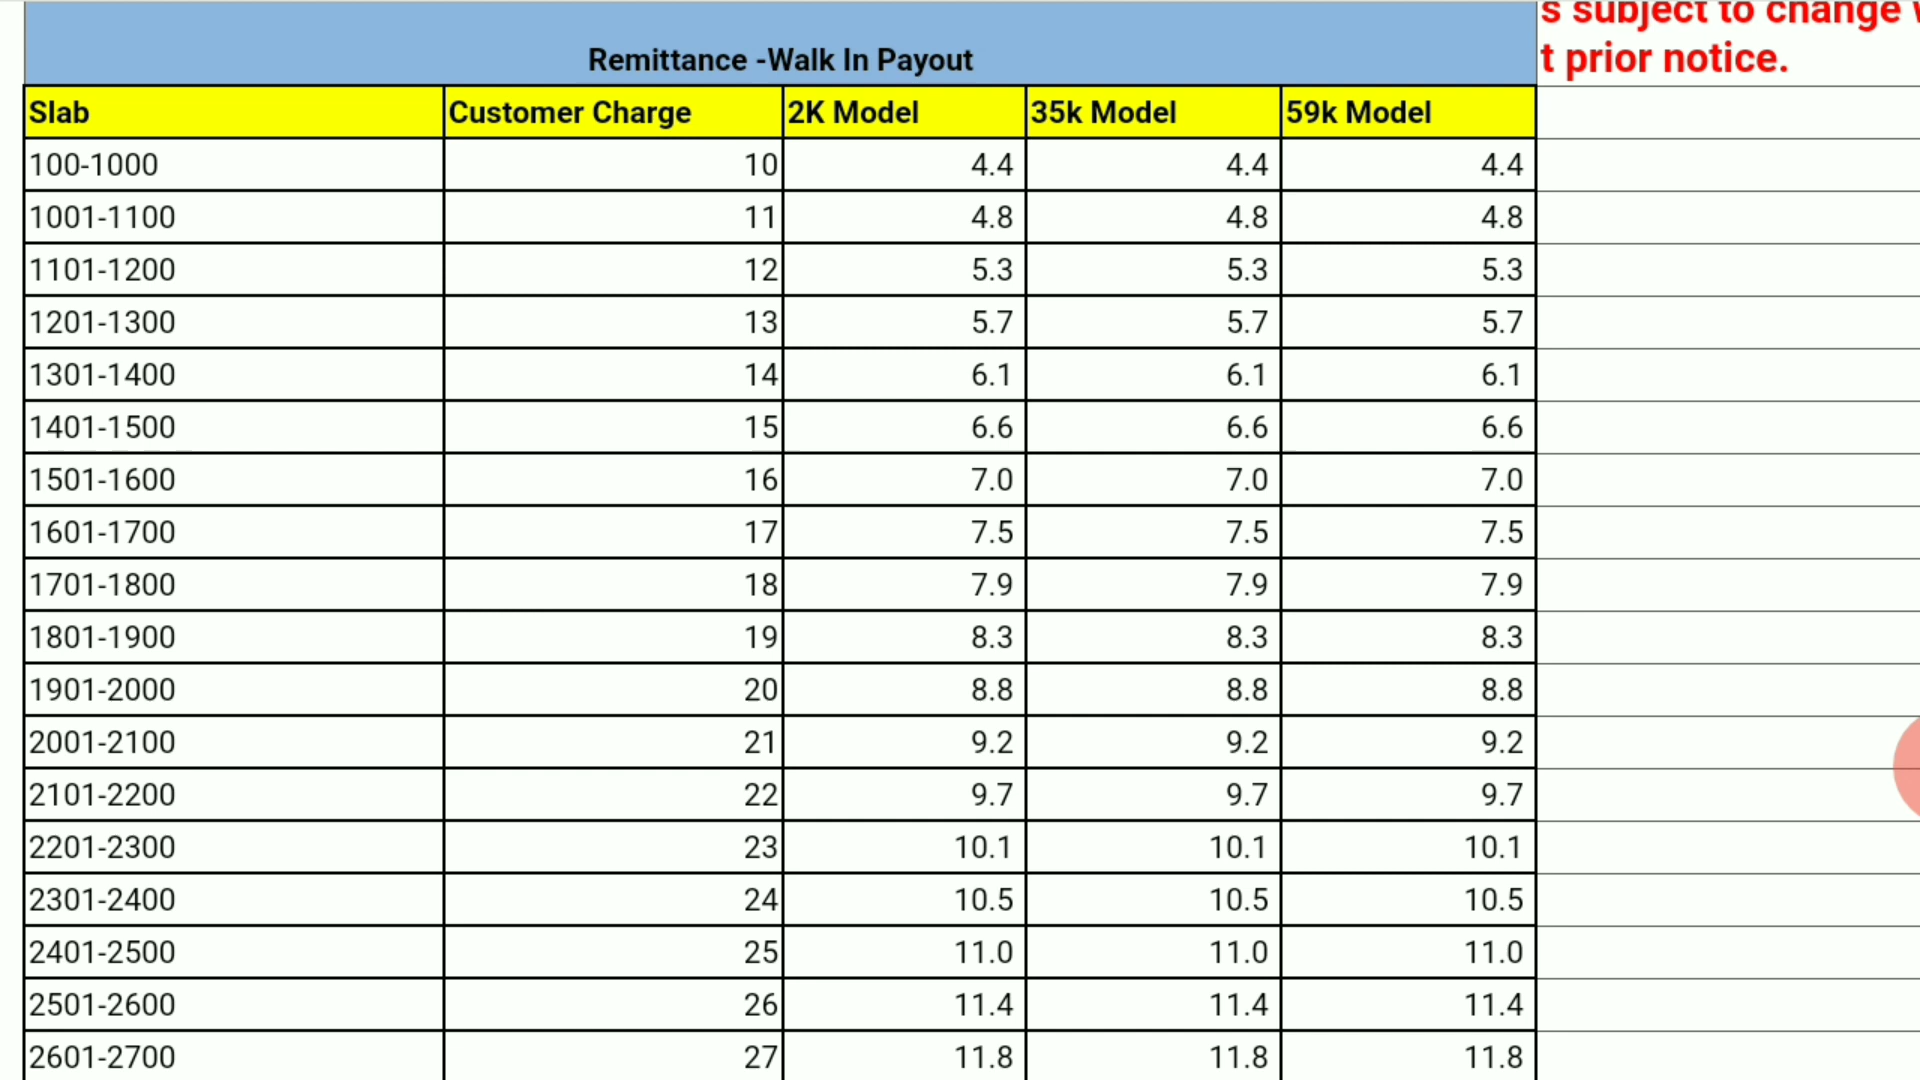 s subject to change
t prior notice.
Remittance -Walk In Payout
Slab Customer Charge 2K Model 35k Model 59k Model
100-1000 10 4.4 4.4 4.4
1001-1100 11 4.8 4.8 4.8
1101-1200 12 5.3 5.3 5.3
1201-1300 13 5.7 5.7 5.7
1301-1400 14 6.1 6.1 6.1
1401-1500 15 6.6 6.6 6.6
1501-1600 16 7.0 7.0 7.0
1601-1700 17 7.5 7.5 7.5
1701-1800 18 7.9 7.9 7.9
1801-1900 19 8.3 8.3 8.3
1901-2000 20 8.8 8.8 8.8
2001-2100 21 9.2 9.2 9.2
2101-2200 22 9.7 9.7 9.7
2201-2300 23 10.1 10.1 10.1
2301-2400 24 10.5 10.5 10.5
2401-2500 25 11.0 11.0 11.0
2501-2600 26 11.4 11.4 11.4
2601-2700 27 11.8 11.8 11.8